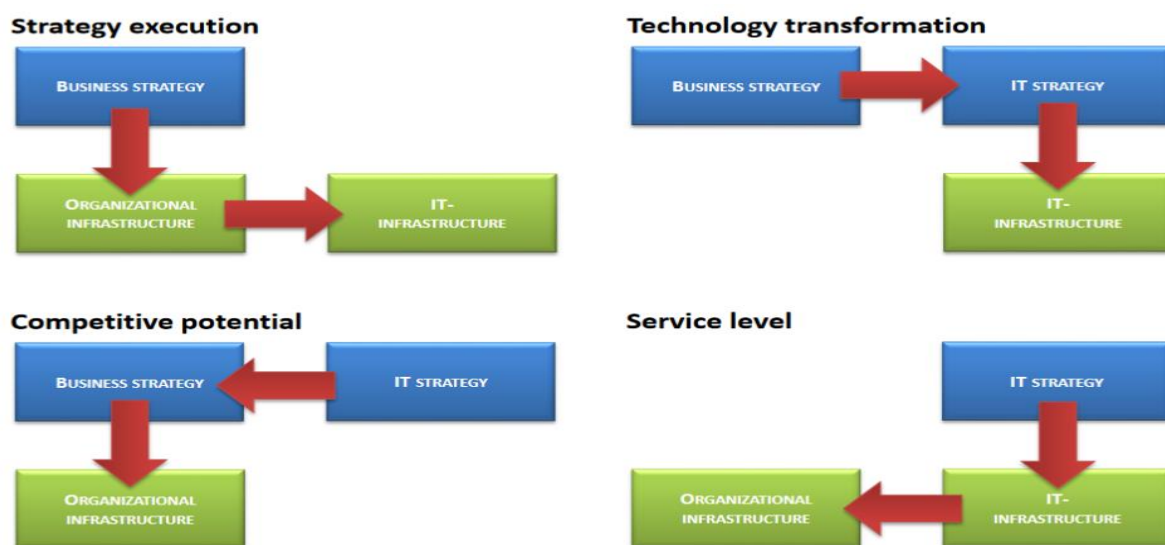 Strategy execution
BUSINESS STRATEGY
ORGANIZATIONAL
INFRASTRUCTURE
IT-
INFRASTRUCTURE
Technology transformation
BUSINESS STRATEGY
IT STRATEGY
IT-
INFRASTRUCTURE
Competitive potential
BUSINESS STRATEGY
IT STRATEGY
ORGANIZATIONAL
INFRASTRUCTURE
Service level
IT STRATEGY
ORGANIZATIONAL
INFRASTRUCTURE
IT-
INFRASTRUCTURE